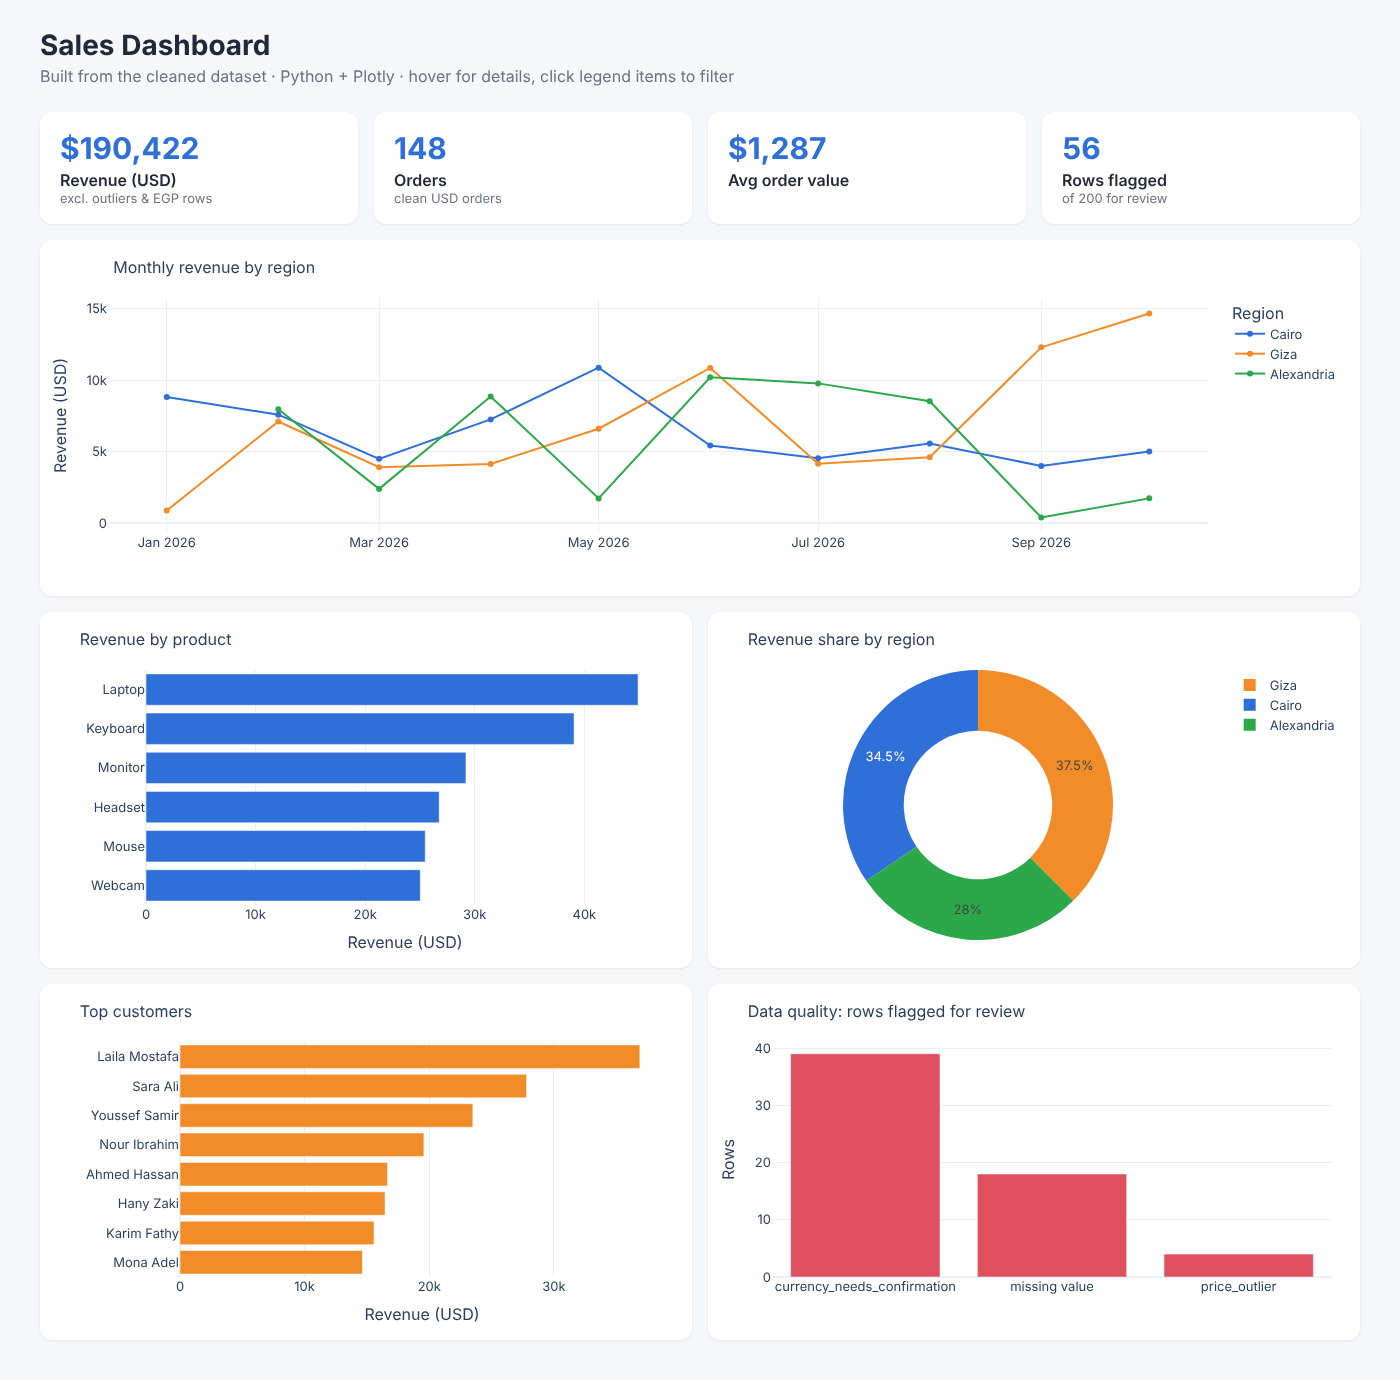 Sales Dashboard
Built from the cleaned dataset · Python + Plotly · hover for details, click legend items to filter
$190,422
Revenue (USD)
excl. outliers & EGP rows
148
Orders
clean USD orders
$1,287
Avg order value
56
Rows flagged
of 200 for review
Monthly revenue by region
Revenue (USD)
15k
10k
5k
0
Jan 2026
Mar 2026
May 2026
Jul 2026
Sep 2026
Region
Cairo
Giza
Alexandria
Revenue by product
Laptop
Keyboard
Monitor
Headset
Mouse
Webcam
0
10k
20k
30k
40k
Revenue (USD)
Revenue share by region
34.5%
37.5%
28%
Giza
Cairo
Alexandria
Top customers
Laila Mostafa
Sara Ali
Youssef Samir
Nour Ibrahim
Ahmed Hassan
Hany Zaki
Karim Fathy
Mona Adel
0
10k
20k
30k
Revenue (USD)
Data quality: rows flagged for review
Rows
40
30
20
10
0
currency_needs_confirmation
missing value
price_outlier